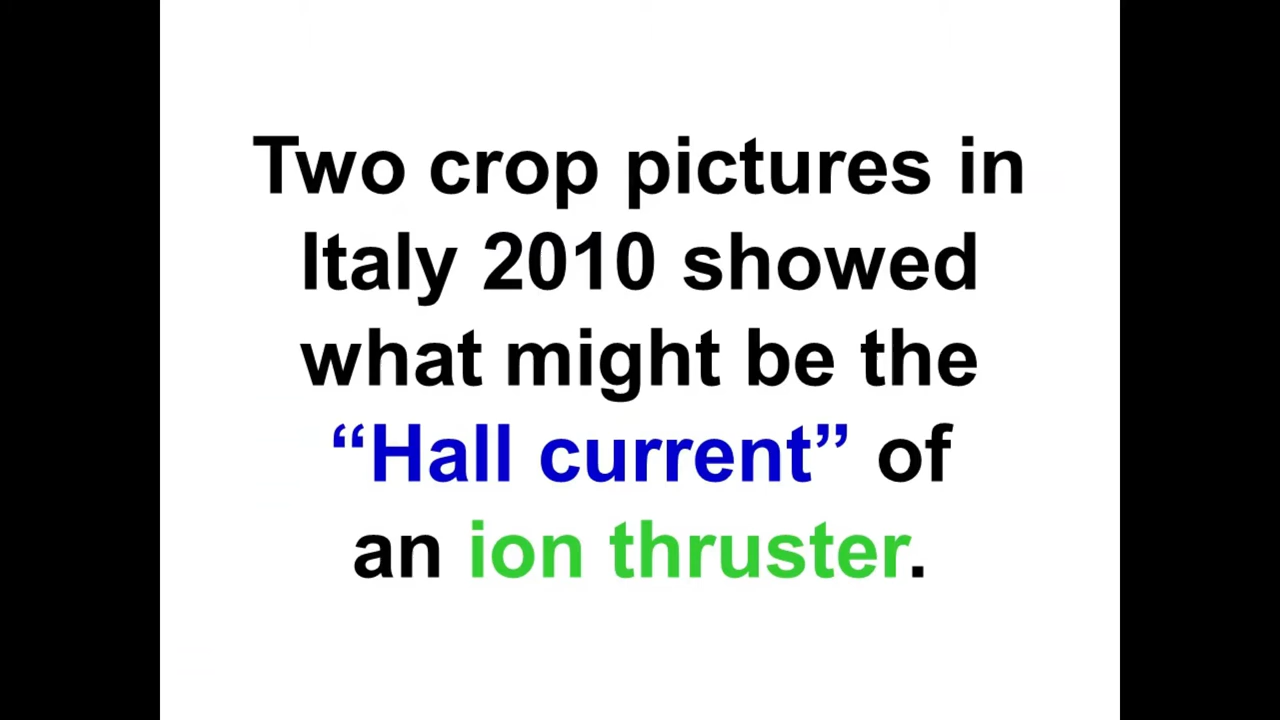 Two crop pictures in
Italy 2010 showed
what might be the
“Hall current” of
an ion thruster.